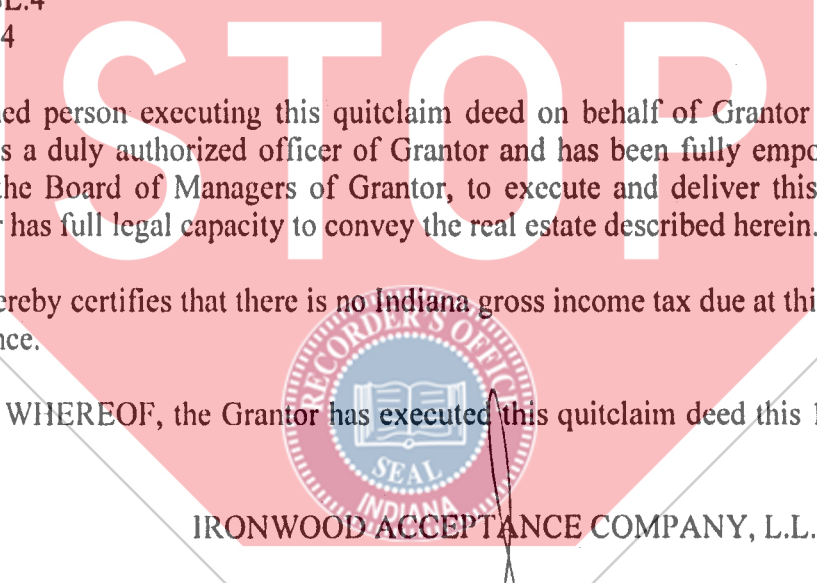 4
STOP
ed person executing this quitclaim deed on behalf of Grantor
s a duly authorized officer of Grantor and has been fully empo
the Board of Managers of Grantor, to execute and deliver this
r has full legal capacity to convey the real estate described herein.
ereby certifies that there is no Indiana gross income tax due at thi
nce.
WHEREOF, the Grantor has executed this quitclaim deed this 1
RECORDER'S OFFICE
SEAL
INDIANA
IRONWOOD ACCEPTANCE COMPANY, L.L.